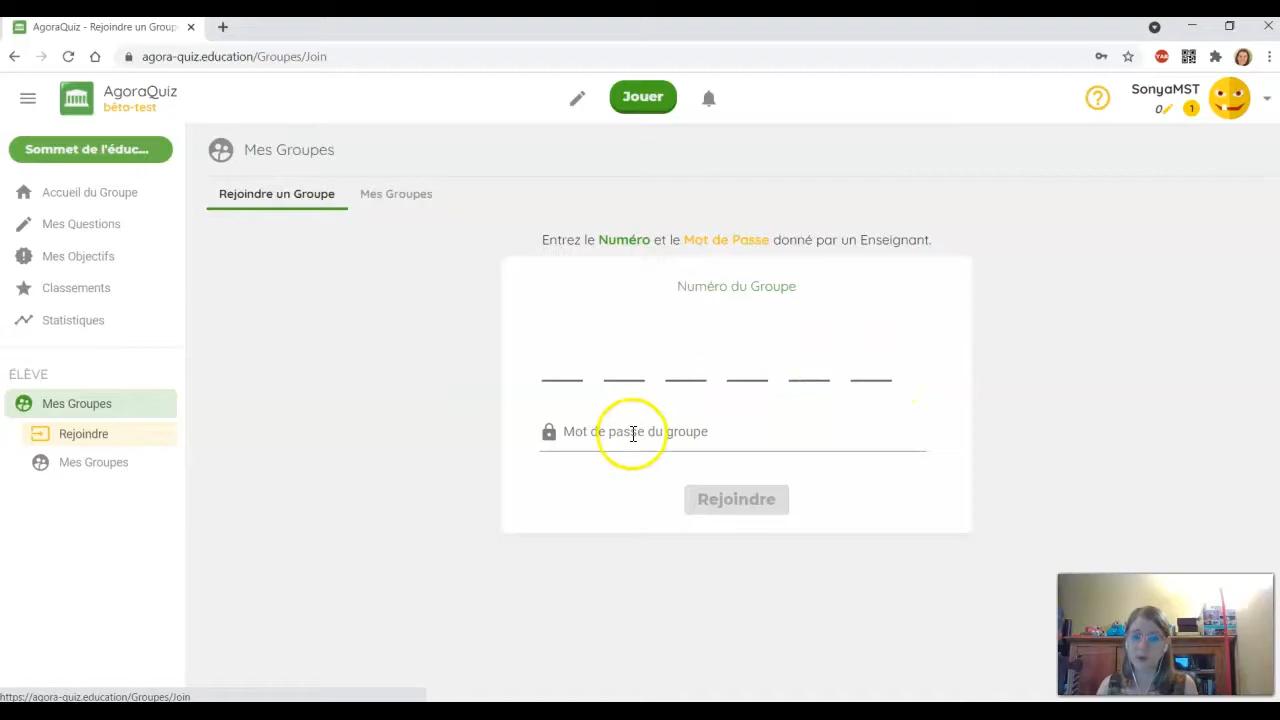 AgoraQuiz - Rejoindre un Group
agora-quiz.education/Groupes/Join
AgoraQuiz
bêta-test
Jouer
SonyaMST
0
1
Sommet de l'éduc...
Accueil du Groupe
Mes Questions
Mes Objectifs
Classements
Statistiques
ÉLÈVE
Mes Groupes
Rejoindre
Mes Groupes
Mes Groupes
Rejoindre un Groupe
Mes Groupes
Entrez le Numéro et le Mot de Passe donné par un Enseignant.
Numéro du Groupe
Mot de passe du groupe
Rejoindre
https://agora-quiz.education/Groupes/Join